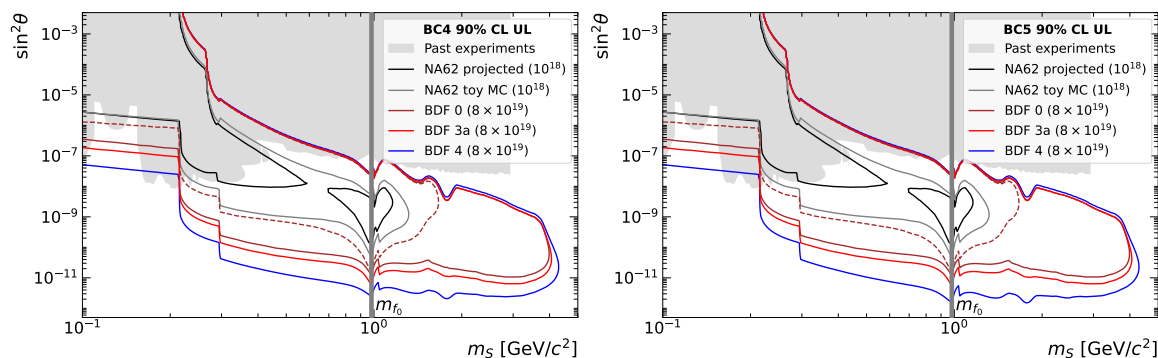 BC4 90% CL UL
Past experiments
NA62 projected (10¹⁸)
NA62 toy MC (10¹⁸)
BDF 0 (8 × 10¹⁹)
BDF 3a (8 × 10¹⁹)
BDF 4 (8 × 10¹⁹)
sin²θ
10⁻³
10⁻⁵
10⁻⁷
10⁻⁹
10⁻¹¹
m_{f₀}
10⁻¹
10⁰
m_S [GeV/c²]
BC5 90% CL UL
Past experiments
NA62 projected (10¹⁸)
NA62 toy MC (10¹⁸)
BDF 0 (8 × 10¹⁹)
BDF 3a (8 × 10¹⁹)
BDF 4 (8 × 10¹⁹)
sin²θ
10⁻³
10⁻⁵
10⁻⁷
10⁻⁹
10⁻¹¹
m_{f₀}
10⁻¹
10⁰
m_S [GeV/c²]